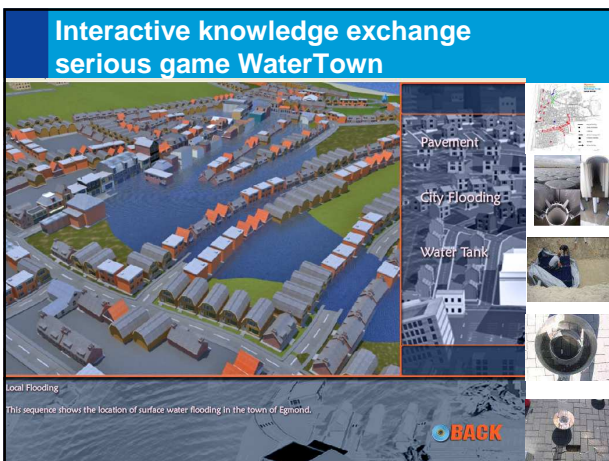 Interactive knowledge exchange
serious game WaterTown
Pavement
City Flooding
Water Tank
Local Flooding
This sequence shows the location of surface water flooding in the town of Egmond.
BACK